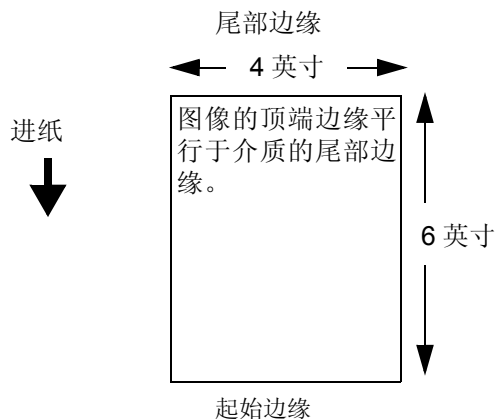 尾部边缘
4 英寸
图像的顶端边缘平
行于介质的尾部边
缘。
进纸
6 英寸
起始边缘